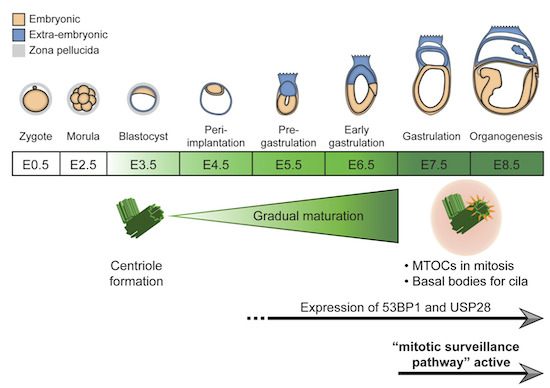 Embryonic
Extra-embryonic
Zona pellucida
Zygote
Morula
Blastocyst
Peri-
implantation
Pre-
gastrulation
Early
gastrulation
Gastrulation
Organogenesis
E0.5
E2.5
E3.5
E4.5
E5.5
E6.5
E7.5
E8.5
Gradual maturation
Centriole
formation
• MTOCs in mitosis
• Basal bodies for cila
Expression of 53BP1 and USP28
“mitotic surveillance
pathway” active